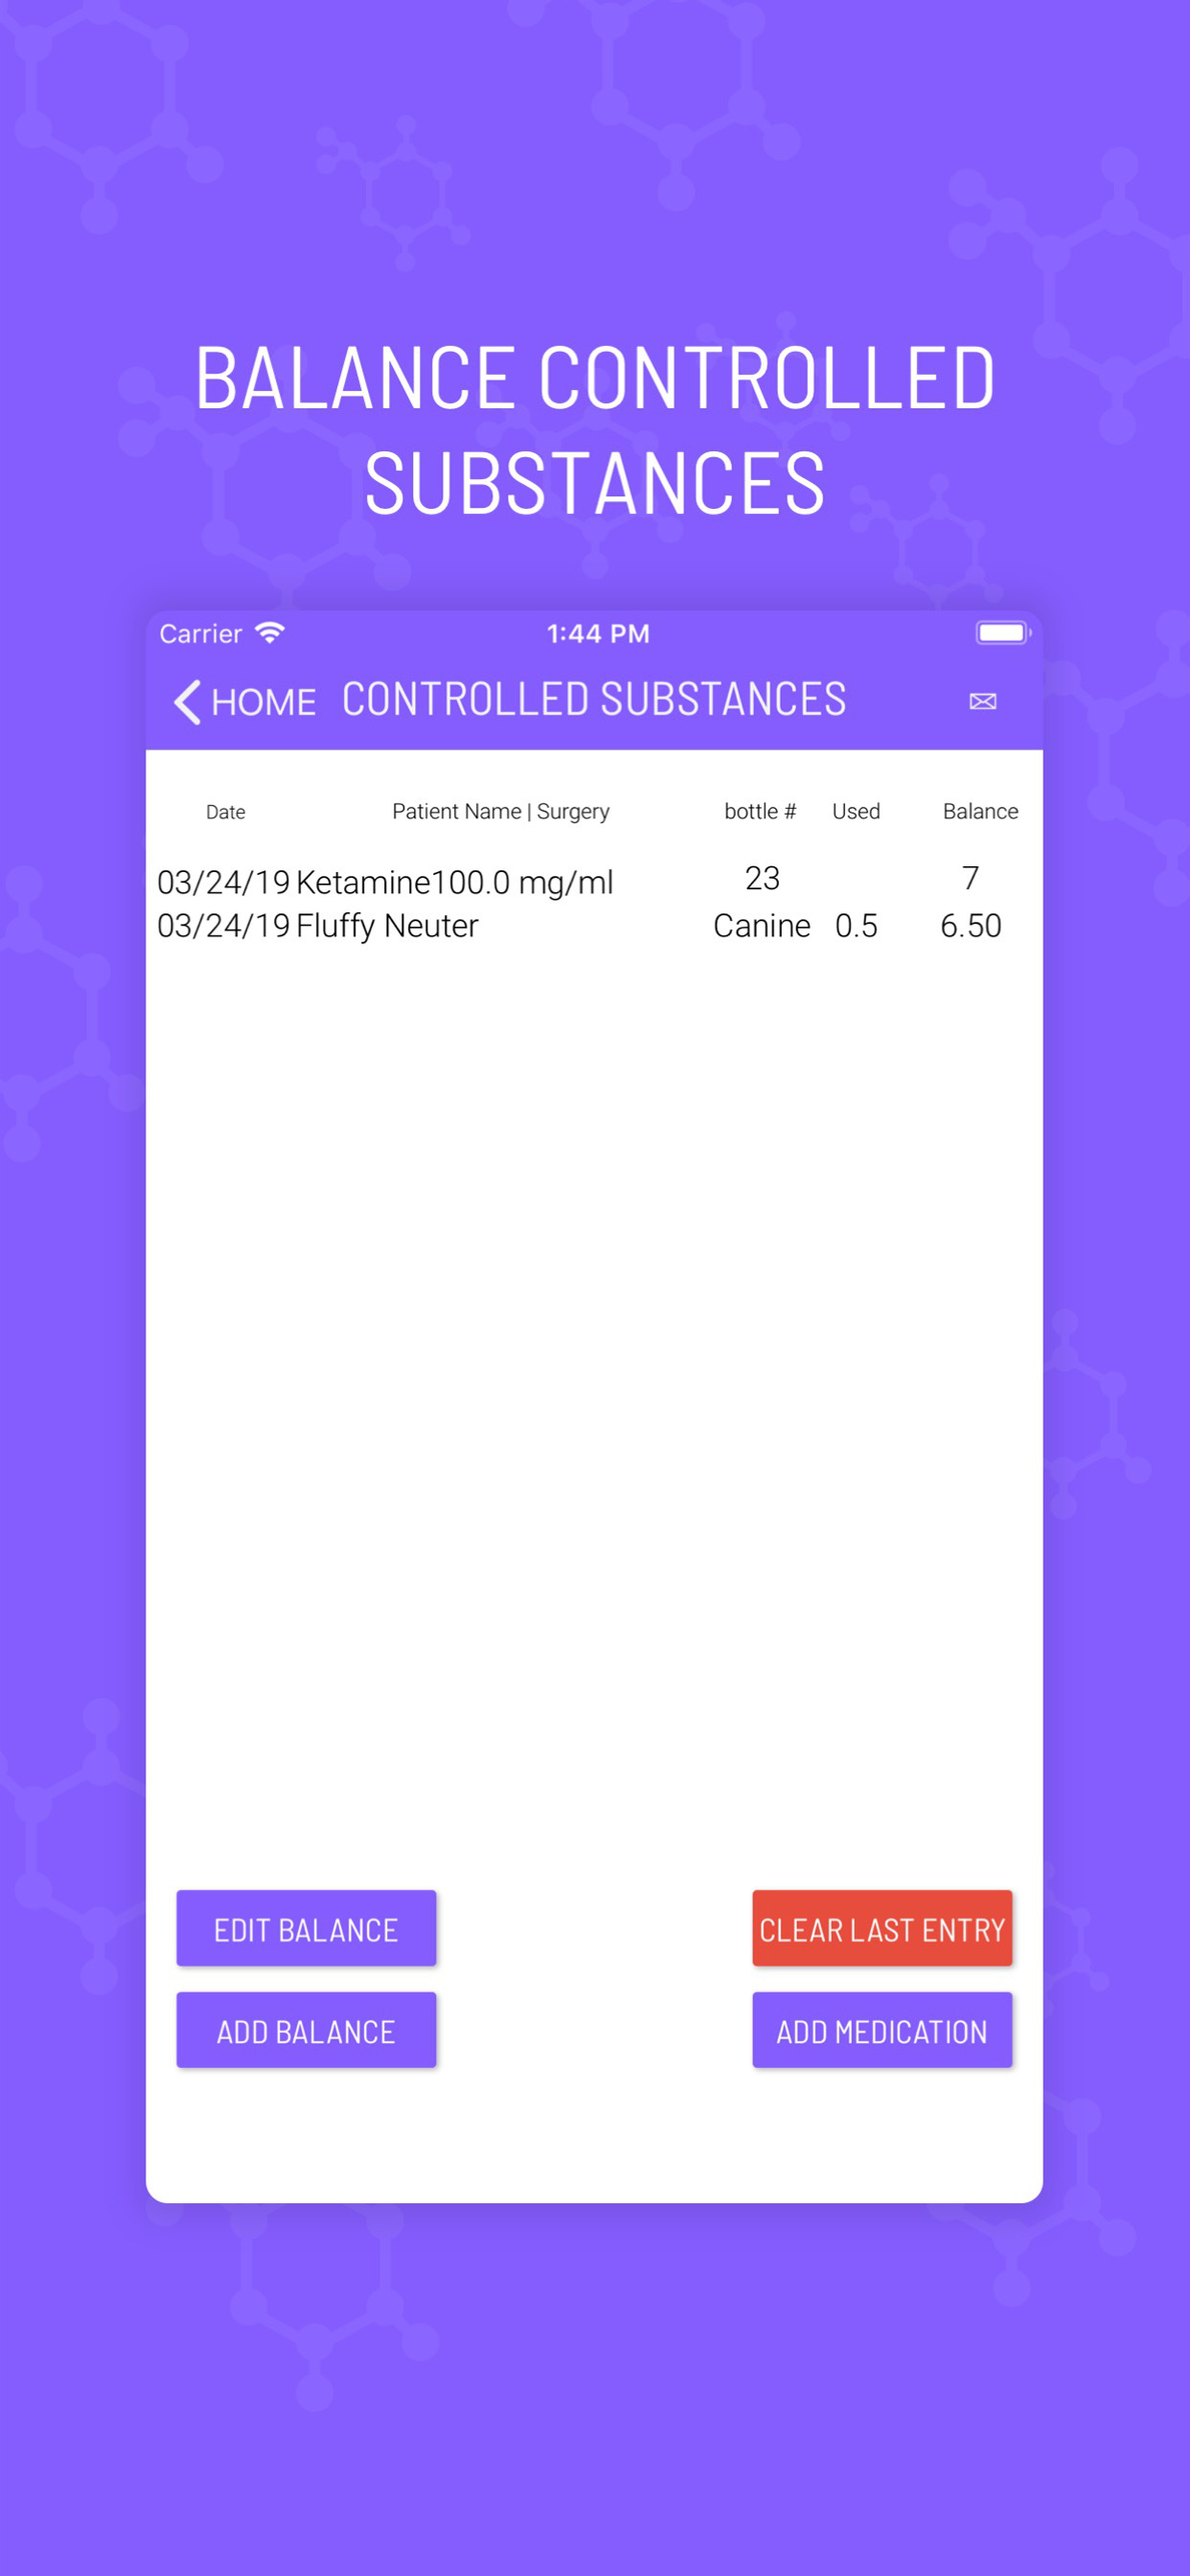 BALANCE CONTROLLED
SUBSTANCES
Carrier 1:44 PM
HOME CONTROLLED SUBSTANCES
Date Patient Name | Surgery bottle # Used Balance
03/24/19 Ketamine100.0 mg/ml 23 7
03/24/19 Fluffy Neuter Canine 0.5 6.50
EDIT BALANCE CLEAR LAST ENTRY
ADD BALANCE ADD MEDICATION